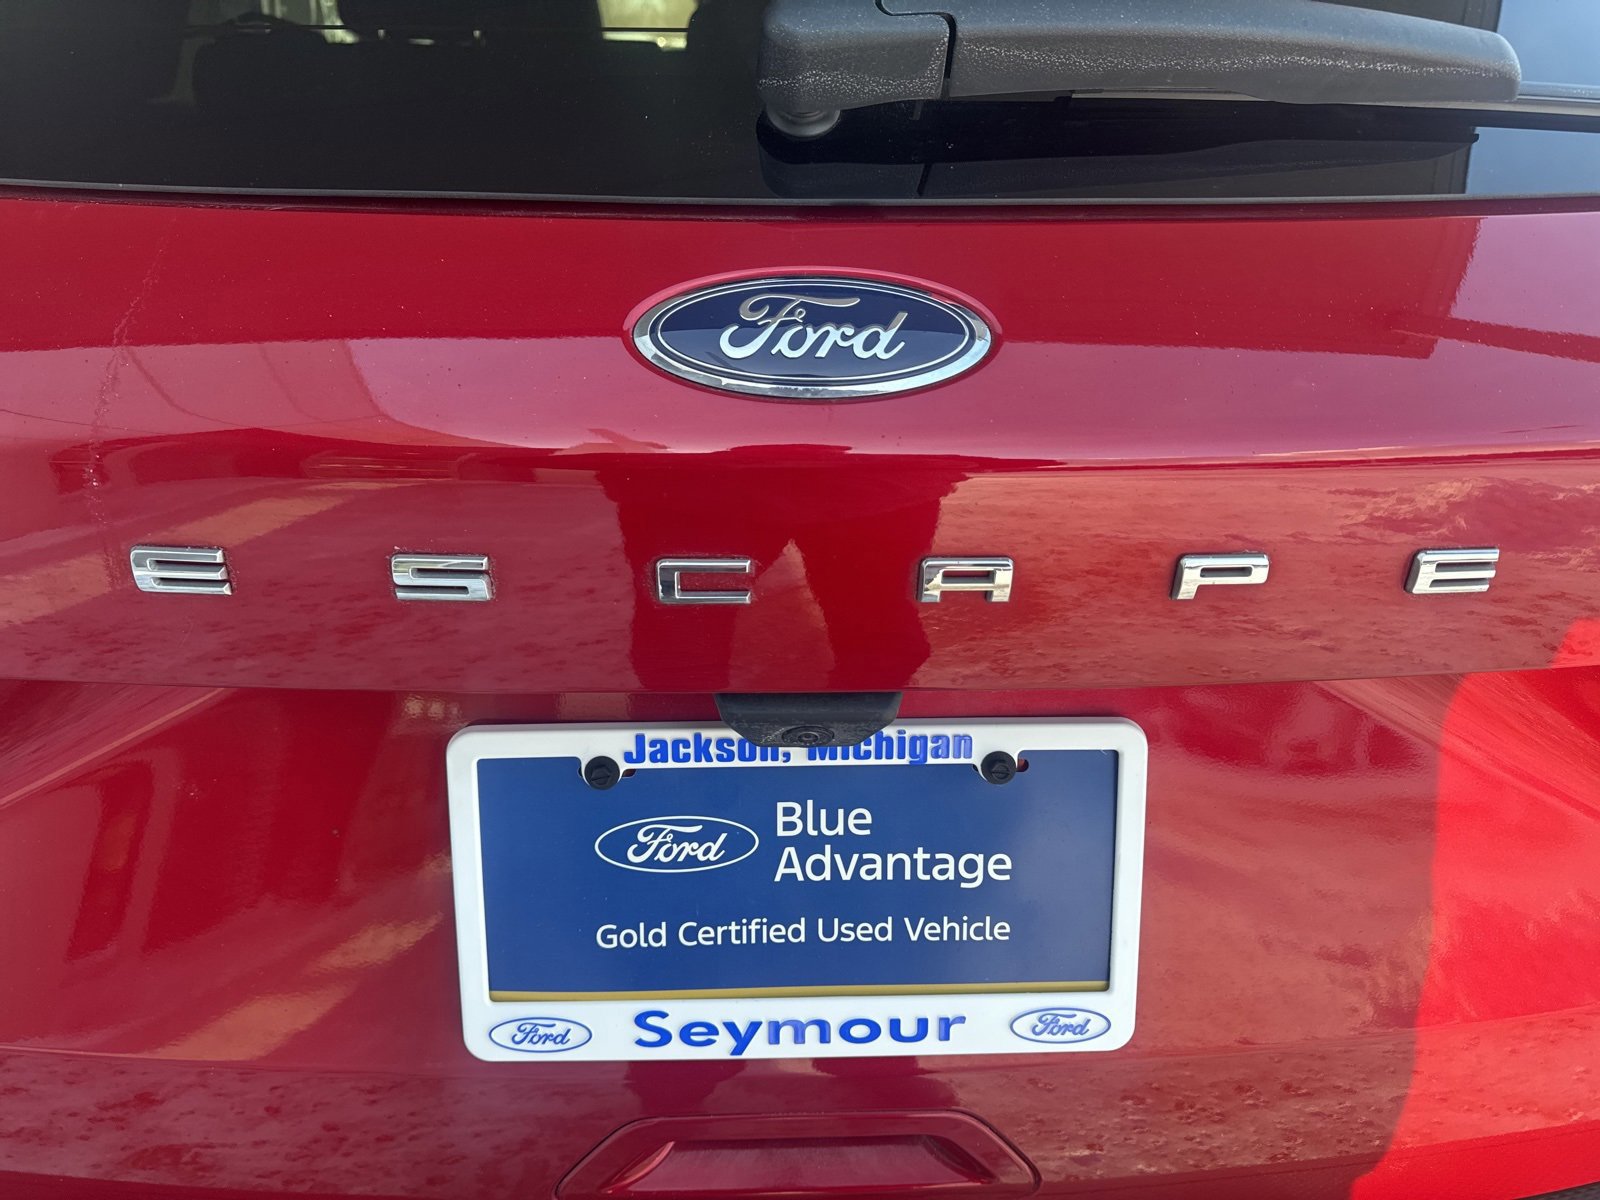 Ford
ESCAPE
Jackson, Michigan
Ford
Blue
Advantage
Gold Certified Used Vehicle
Ford
Seymour
Ford